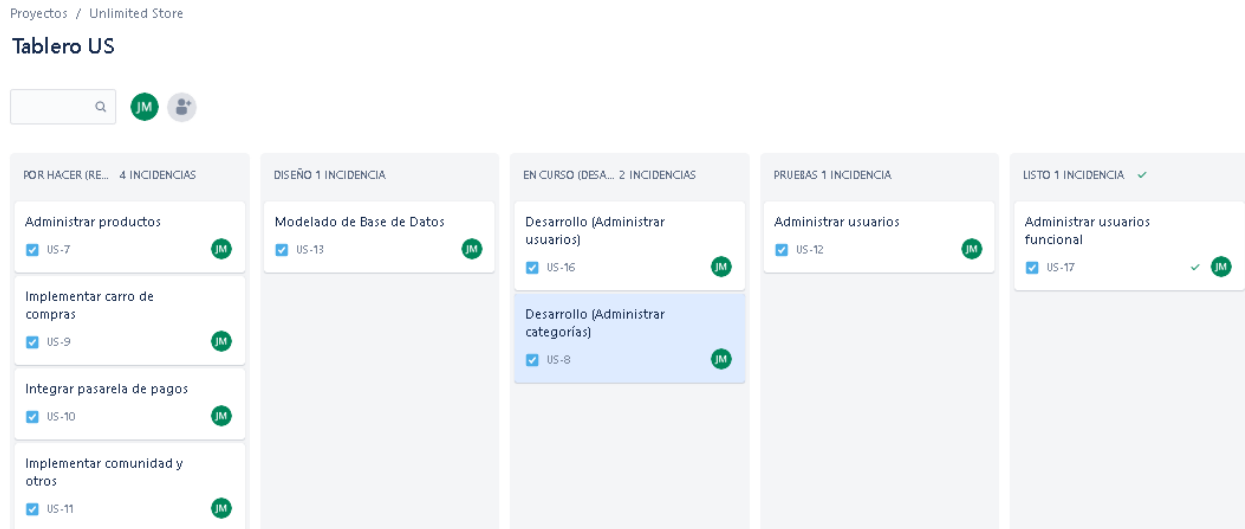 Proyectos / Unlimited Store
Tablero US
JM
POR HACER (RE... 4 INCIDENCIAS
Administrar productos
US-7 JM
Implementar carro de
compras
US-9 JM
Integrar pasarela de pagos
US-10 JM
Implementar comunidad y
otros
US-11 JM
DISEÑO 1 INCIDENCIA
Modelado de Base de Datos
US-13 JM
EN CURSO (DESA... 2 INCIDENCIAS
Desarrollo (Administrar
usuarios)
US-16 JM
Desarrollo (Administrar
categorías)
US-8 JM
PRUEBAS 1 INCIDENCIA
Administrar usuarios
US-12 JM
LISTO 1 INCIDENCIA
Administrar usuarios
funcional
US-17 JM